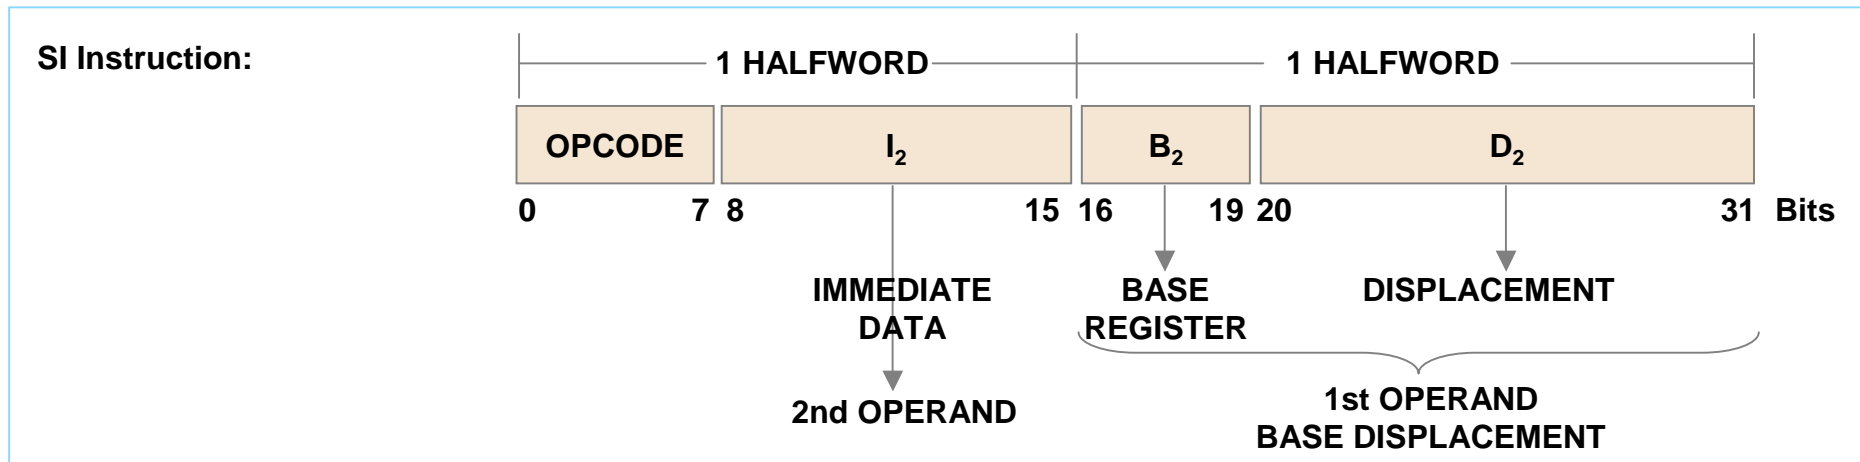 SI Instruction:
1 HALFWORD 1 HALFWORD
OPCODE I₂ B₂ D₂
0 7 8 15 16 19 20 31 Bits
IMMEDIATE BASE DISPLACEMENT
DATA REGISTER
2nd OPERAND
1st OPERAND
BASE DISPLACEMENT